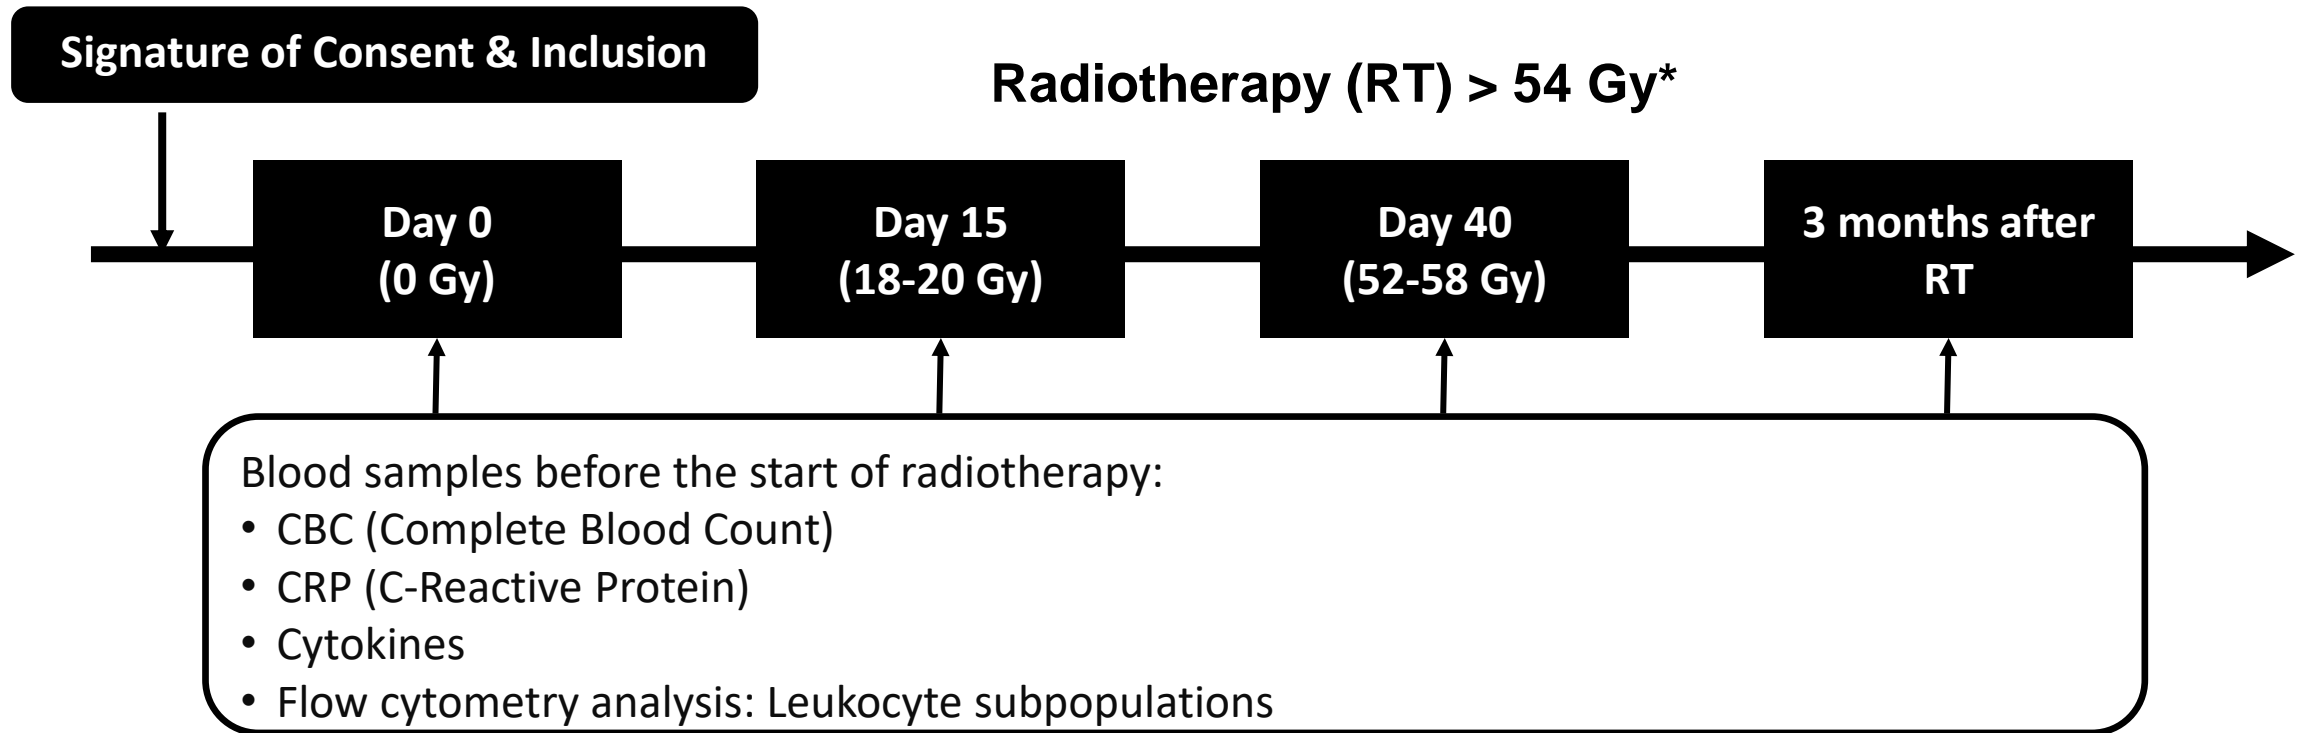 Signature of Consent & Inclusion
Radiotherapy (RT) > 54 Gy*
Day 0
(0 Gy)
Day 15
(18-20 Gy)
Day 40
(52-58 Gy)
3 months after
RT
Blood samples before the start of radiotherapy:
• CBC (Complete Blood Count)
• CRP (C-Reactive Protein)
• Cytokines
• Flow cytometry analysis: Leukocyte subpopulations